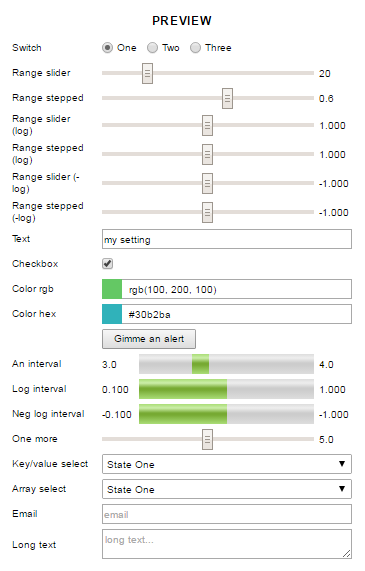 PREVIEW
Switch One Two Three
Range slider 20
Range stepped 0.6
Range slider
(log) 1.000
Range stepped
(log) 1.000
Range slider (-
log) -1.000
Range stepped
(-log) -1.000
Text my setting
Checkbox
Color rgb rgb(100, 200, 100)
Color hex #30b2ba
Gimme an alert
An interval 3.0 4.0
Log interval 0.100 1.000
Neg log interval -0.100 -1.000
One more 5.0
Key/value select State One
Array select State One
Email email
Long text long text...